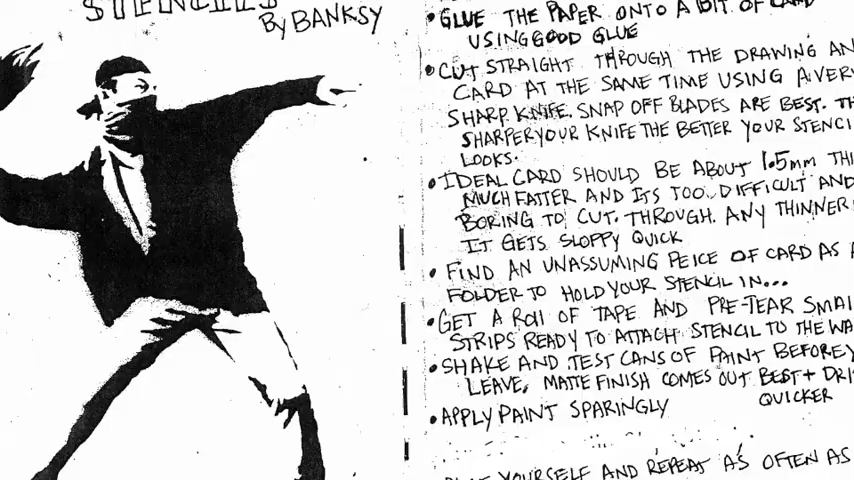 STENCILS
By BANKSY
• GLUE THE PAPER ONTO A BIT OF CARD
USING GOOD GLUE
• CUT STRAIGHT THROUGH THE DRAWING AN
CARD AT THE SAME TIME USING A VER
SHARP KNIFE. SNAP OFF BLADES ARE BEST. TH
SHARPER YOUR KNIFE THE BETTER YOUR STENCI
LOOKS.
• IDEAL CARD SHOULD BE ABOUT 1.5mm THI
MUCH FATTER AND ITS TOO DIFFICULT AND
BORING TO CUT THROUGH. ANY THINNER
IT GETS SLOPPY QUICK
• FIND AN UNASSUMING PEICE OF CARD AS A
FOLDER TO HOLD YOUR STENCIL IN...
• GET A ROLL OF TAPE AND PRE-TEAR SMAL
STRIPS READY TO ATTACH STENCIL TO THE WA
• SHAKE AND TEST CANS OF PAINT BEFORE Y
LEAVE, MATTE FINISH COMES OUT BEST + DRI
QUICKER
• APPLY PAINT SPARINGLY
YOURSELF AND REPEAT AS OFTEN AS